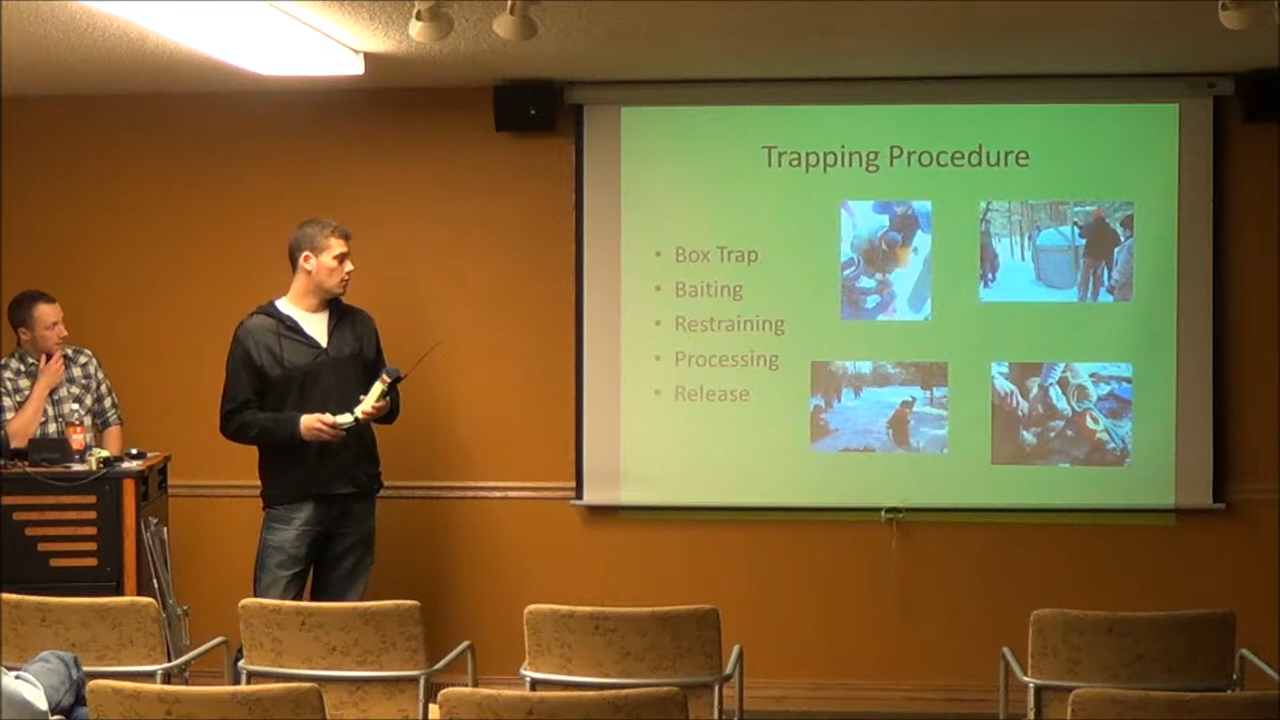 Trapping Procedure
• Box Trap
• Baiting
• Restraining
• Processing
• Release